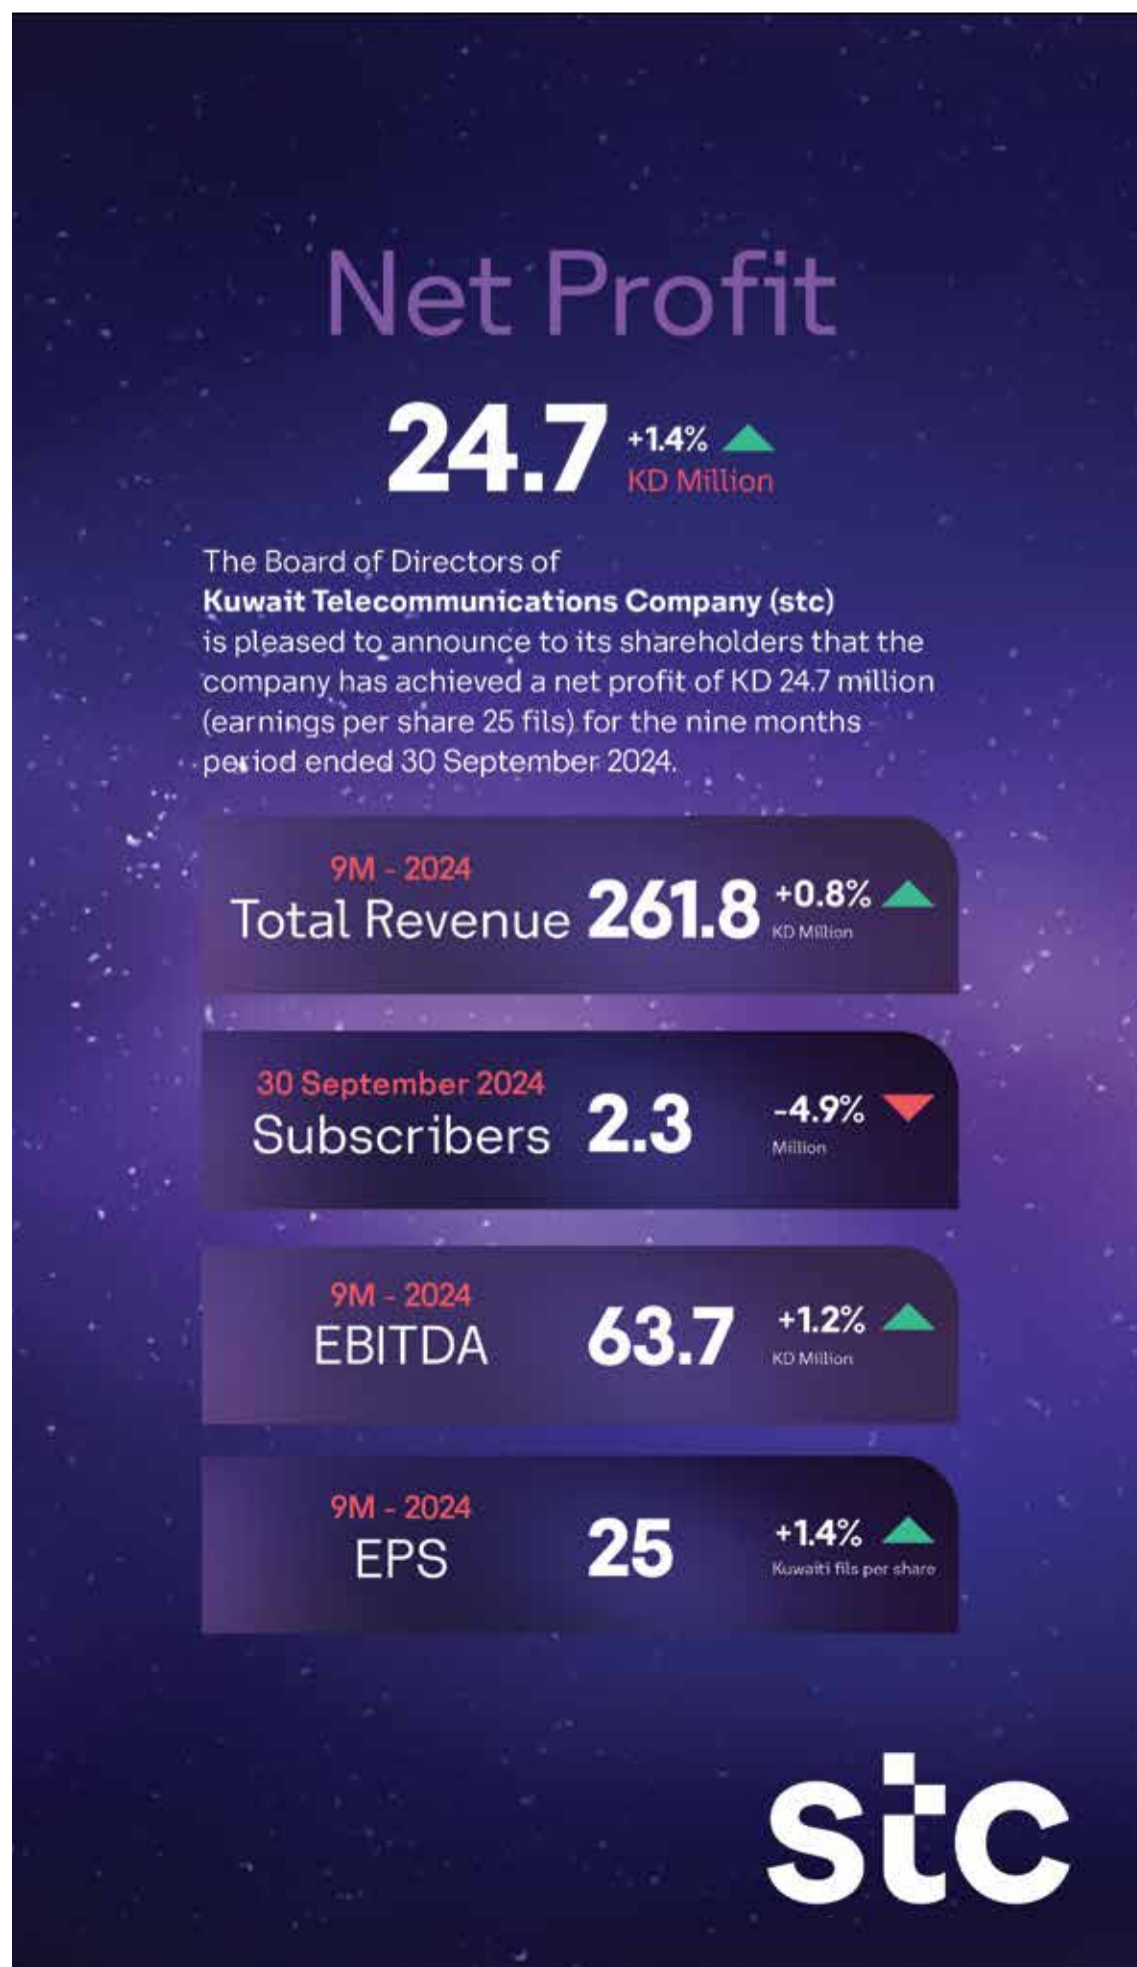 Net Profit
24.7 +1.4%
KD Million
The Board of Directors of
Kuwait Telecommunications Company (stc)
is pleased to announce to its shareholders that the
company has achieved a net profit of KD 24.7 million
(earnings per share 25 fils) for the nine months
period ended 30 September 2024.
9M - 2024
Total Revenue 261.8 +0.8%
KD Million
30 September 2024
Subscribers 2.3 -4.9%
Million
9M - 2024
EBITDA 63.7 +1.2%
KD Million
9M - 2024
EPS 25 +1.4%
Kuwaiti fils per share
stc